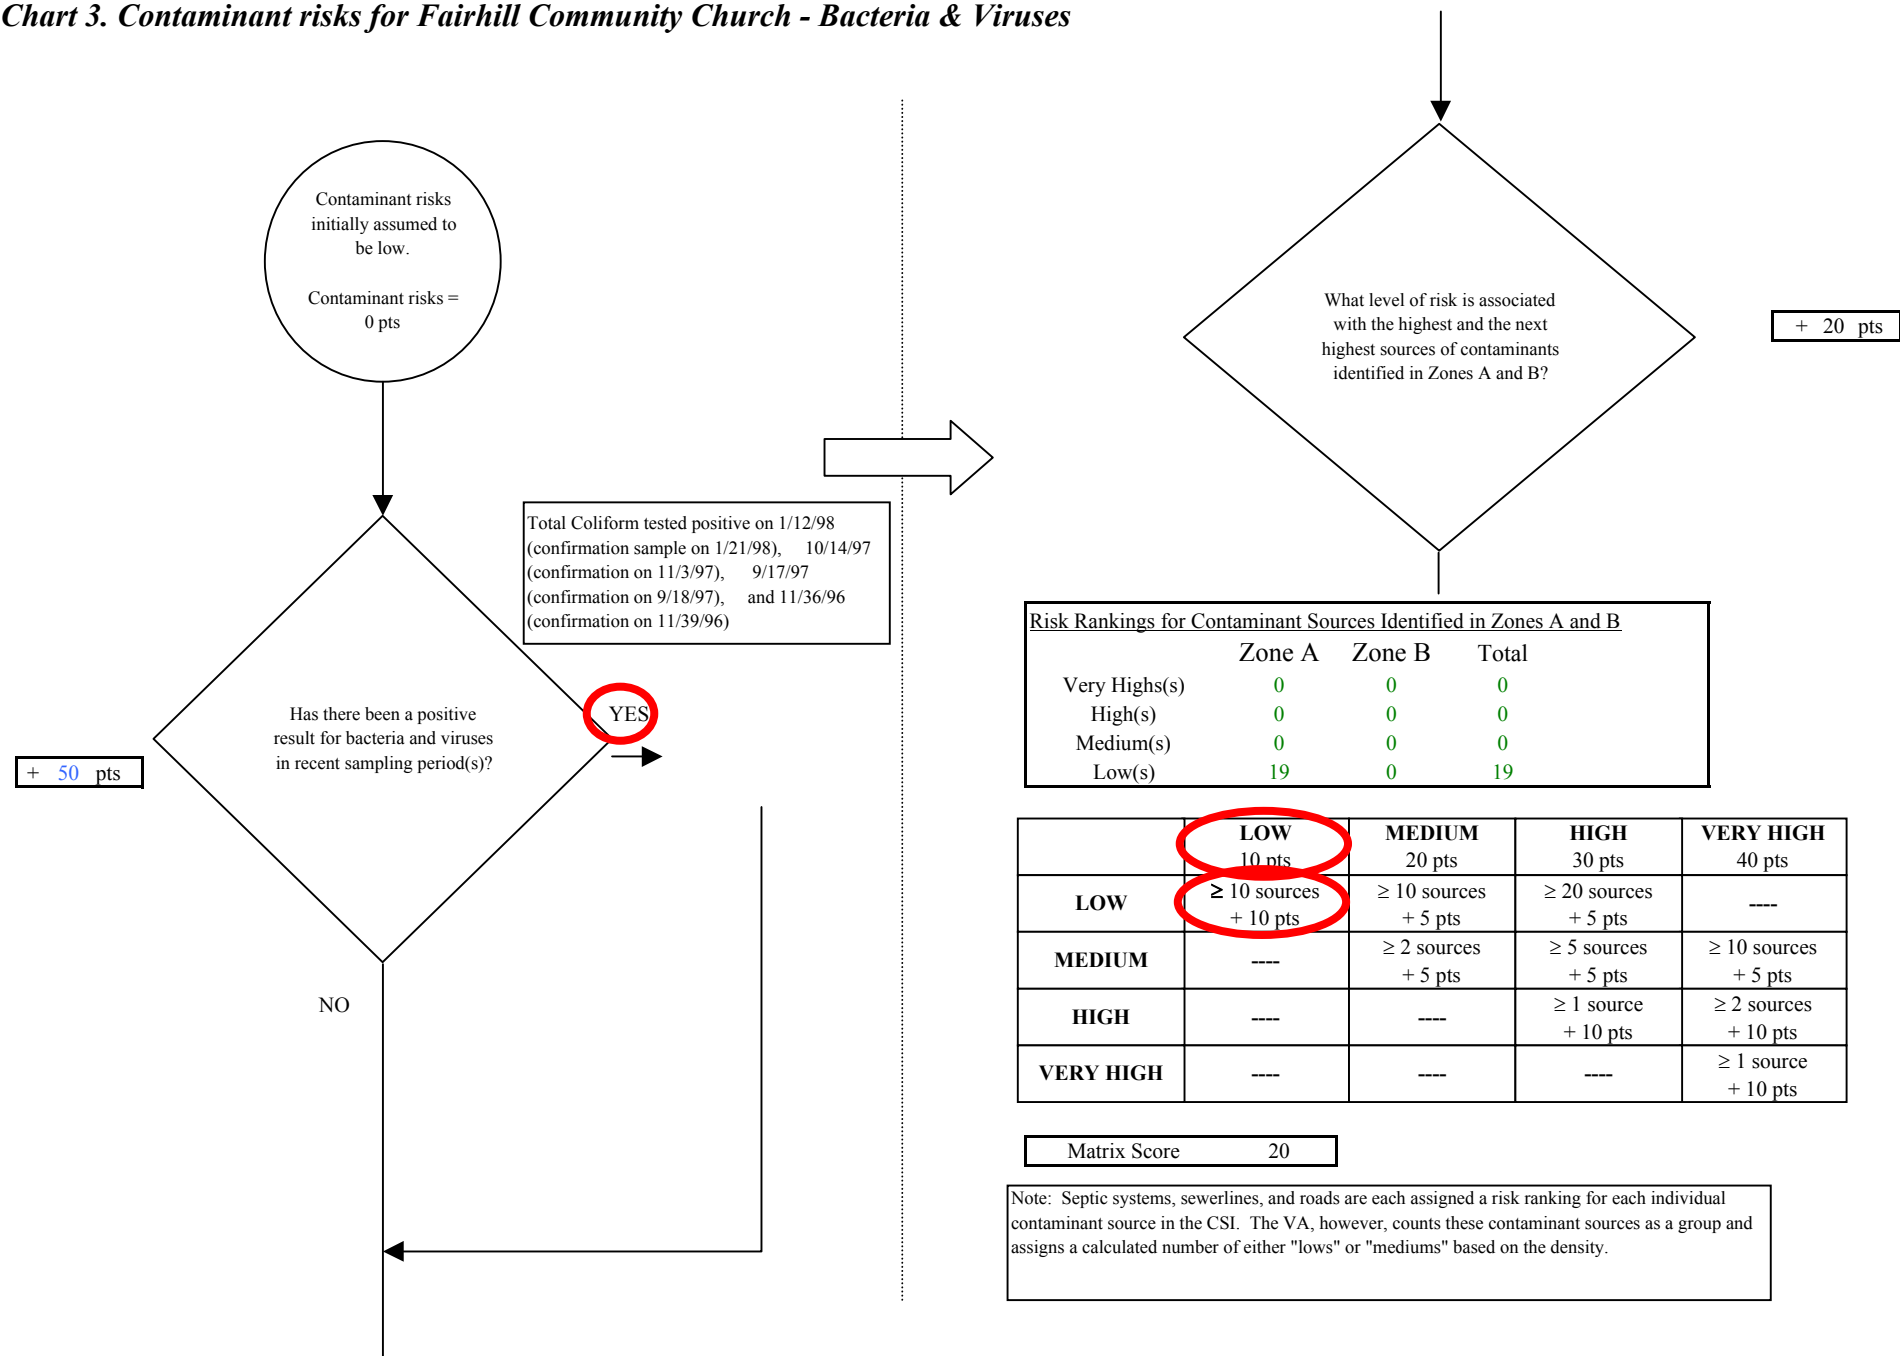 Chart 3. Contaminant risks for Fairhill Community Church - Bacteria & Viruses
Contaminant risks
initially assumed to
be low.
Contaminant risks =
0 pts
Total Coliform tested positive on 1/12/98
(confirmation sample on 1/21/98), 10/14/97
(confirmation on 11/3/97), 9/17/97
(confirmation on 9/18/97), and 11/36/96
(confirmation on 11/39/96)
YES
Has there been a positive
result for bacteria and viruses
in recent sampling period(s)?
+ 50 pts
NO
What level of risk is associated
with the highest and the next
highest sources of contaminants
identified in Zones A and B?
+ 20 pts
Risk Rankings for Contaminant Sources Identified in Zones A and B
Zone A Zone B Total
Very Highs(s) 0 0 0
High(s) 0 0 0
Medium(s) 0 0 0
Low(s) 19 0 19
LOW MEDIUM HIGH VERY HIGH
10 pts 20 pts 30 pts 40 pts
LOW ≥ 10 sources ≥ 10 sources ≥ 20 sources ----
+ 10 pts + 5 pts + 5 pts
MEDIUM ---- ≥ 2 sources ≥ 5 sources ≥ 10 sources
+ 5 pts + 5 pts + 5 pts
HIGH ---- ---- ≥ 1 source ≥ 2 sources
+ 10 pts + 10 pts
VERY HIGH ---- ---- ---- ≥ 1 source
+ 10 pts
Matrix Score 20
Note: Septic systems, sewerlines, and roads are each assigned a risk ranking for each individual
contaminant source in the CSI. The VA, however, counts these contaminant sources as a group and
assigns a calculated number of either "lows" or "mediums" based on the density.